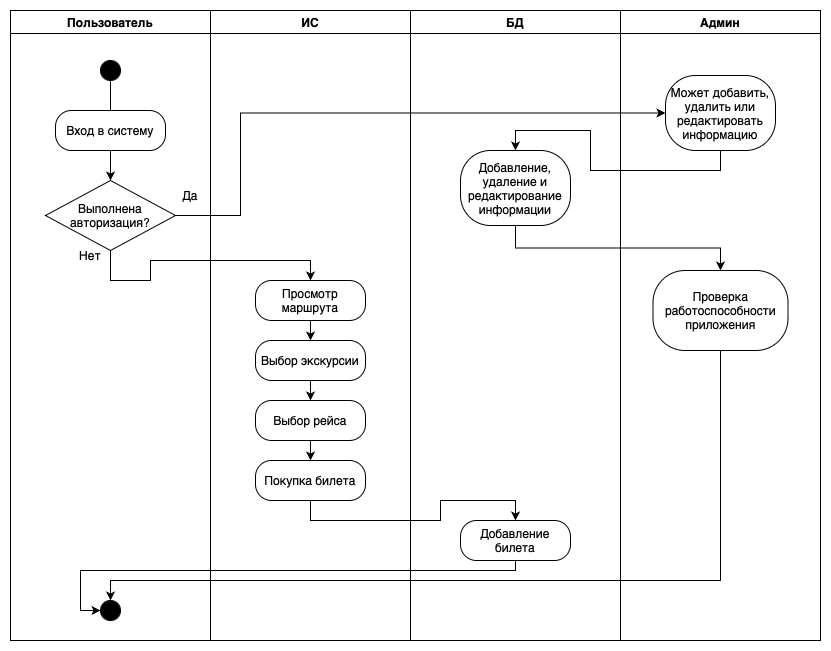 Пользователь
ИС
БД
Админ
Вход в систему
Выполнена
авторизация?
Да
Нет
Может добавить,
удалить или
редактировать
информацию
Добавление,
удаление и
редактирование
информации
Проверка
работоспособности
приложения
Просмотр
маршрута
Выбор экскурсии
Выбор рейса
Покупка билета
Добавление
билета